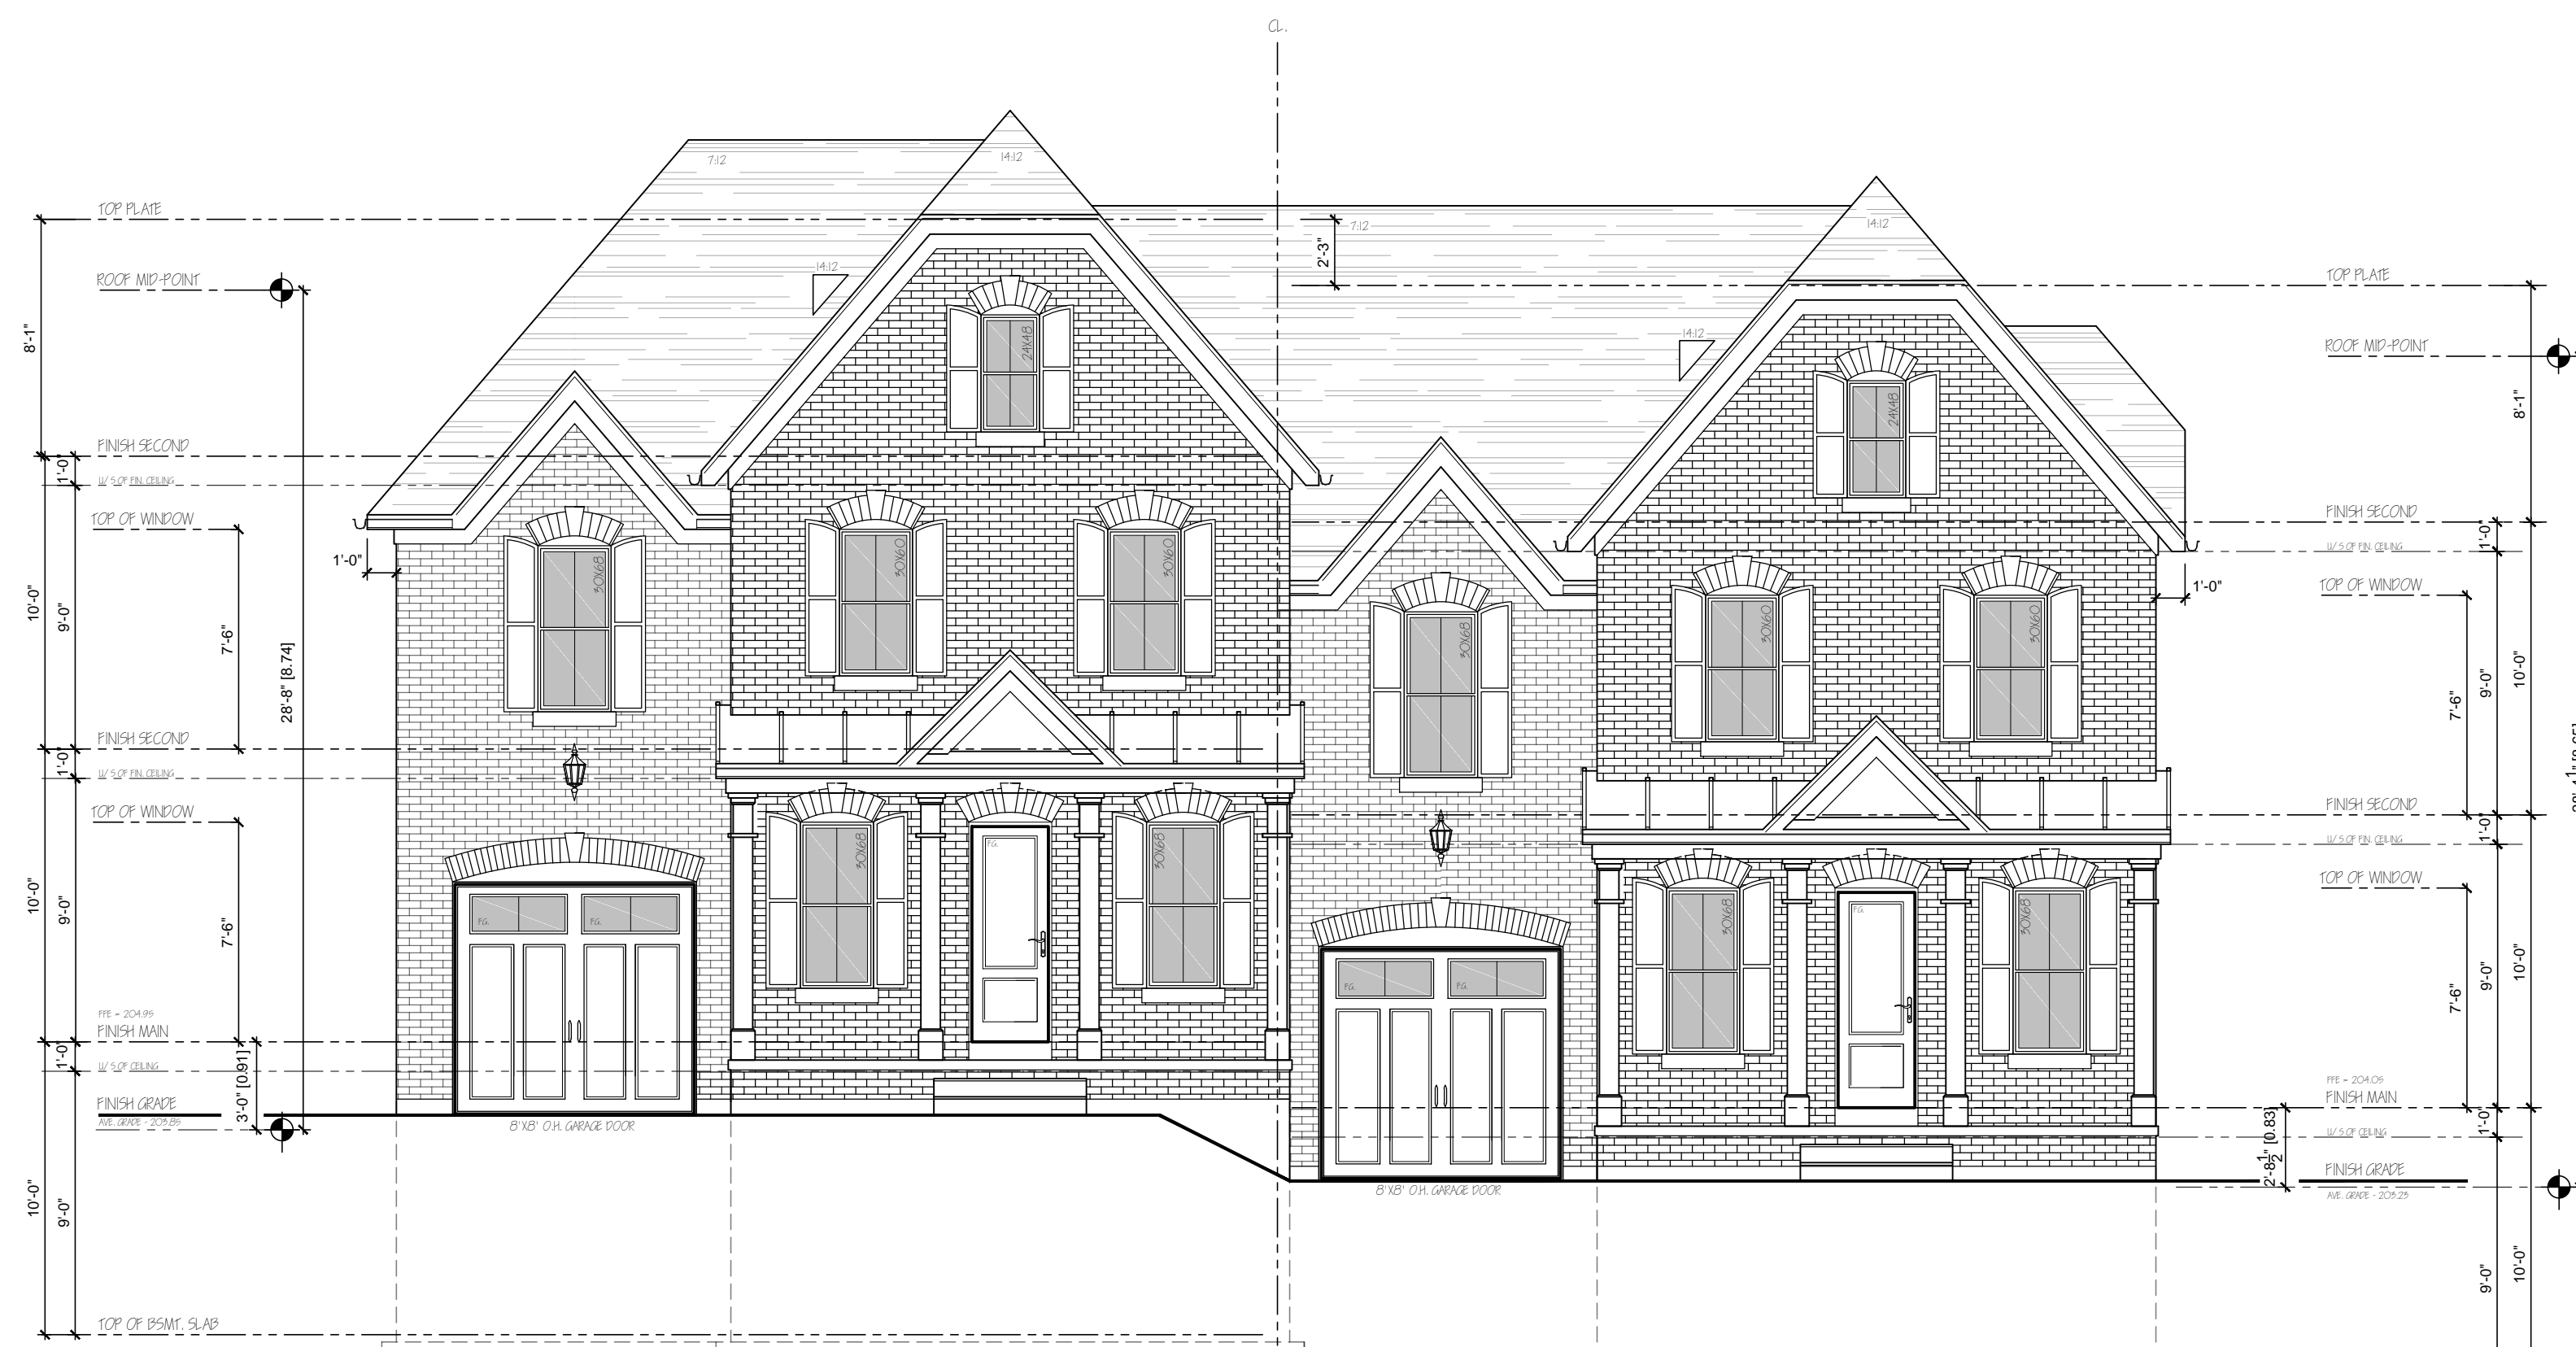 CL.
7:12
14:12
TOP PLATE
14:12
7:12
2'-3"
ROOF MID-POINT
14:12
TOP PLATE
8'-1"
24X48
14:12
ROOF MID-POINT
24X48
8'-1"
FINISH SECOND
1'-0"
U/S OF FIN. CEILING
TOP OF WINDOW
FINISH SECOND
1'-0"
U/S OF FIN. CEILING
1'-0"
30X68
30X60
30X60
10'-0"
9'-0"
7'-6"
28'-8" [8.74]
30X68
30X60
30X60
1'-0"
TOP OF WINDOW
7'-6"
9'-0"
10'-0"
FINISH SECOND
1'-0"
U/S OF FIN. CEILING
TOP OF WINDOW
FINISH SECOND
1'-0"
U/S OF FIN. CEILING
30X68
F.G.
30X68
TOP OF WINDOW
10'-0"
9'-0"
7'-6"
F.G.
F.G.
30X68
F.G.
30X68
F.G.
F.G.
7'-6"
9'-0"
10'-0"
FFE = 204.95
FINISH MAIN
1'-0"
U/S OF CEILING
3'-0" [0.91]
FINISH GRADE
AVE. GRADE - 203.85
8'X8' O.H. GARAGE DOOR
FFE = 204.05
FINISH MAIN
1'-0"
U/S OF CEILING
2'-8 1/2" [0.83]
FINISH GRADE
AVE. GRADE - 203.23
8'X8' O.H. GARAGE DOOR
10'-0"
9'-0"
9'-0"
10'-0"
TOP OF BSMT. SLAB